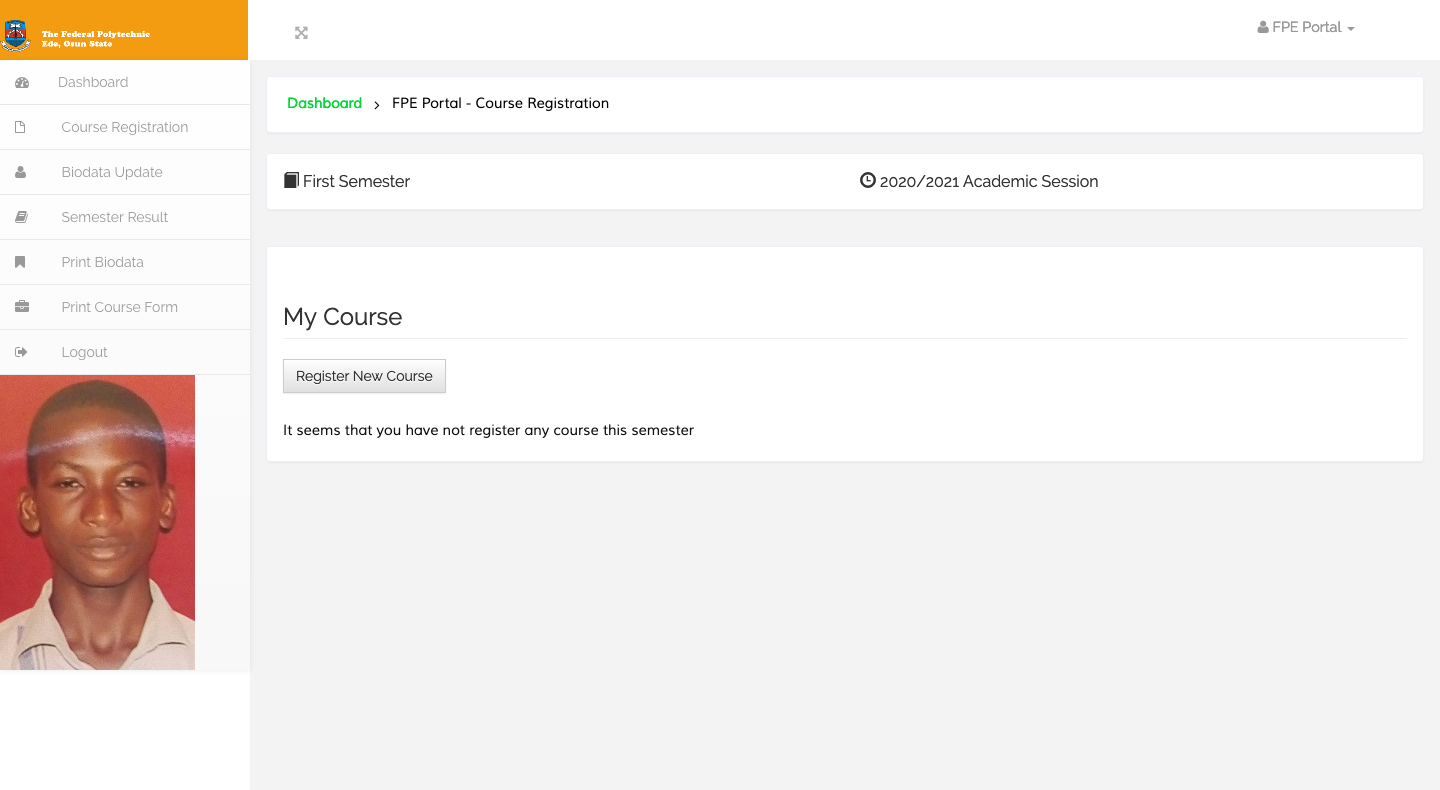 The Federal Polytechnic
Ede, Osun State
FPE Portal
Dashboard
Course Registration
Biodata Update
Semester Result
Print Biodata
Print Course Form
Logout
Dashboard > FPE Portal - Course Registration
First Semester
2020/2021 Academic Session
My Course
Register New Course
It seems that you have not register any course this semester